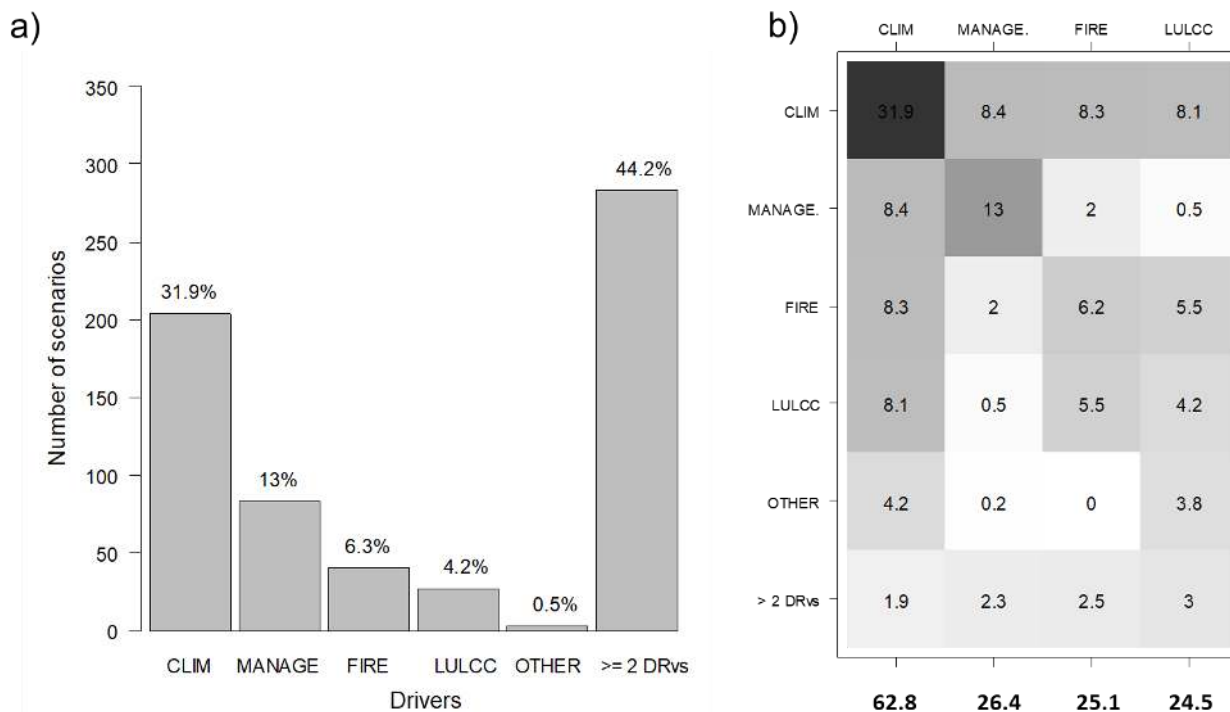 a)
350
300
250
200
150
100
50
0
Number of scenarios
31.9%
13%
6.3%
4.2%
0.5%
44.2%
CLIM MANAGE FIRE LULCC OTHER >= 2 DRvs
Drivers
b)
CLIM MANAGE. FIRE LULCC
CLIM 31.9 8.4 8.3 8.1
MANAGE. 8.4 13 2 0.5
FIRE 8.3 2 6.2 5.5
LULCC 8.1 0.5 5.5 4.2
OTHER 4.2 0.2 0 3.8
> 2 DRvs 1.9 2.3 2.5 3
62.8 26.4 25.1 24.5